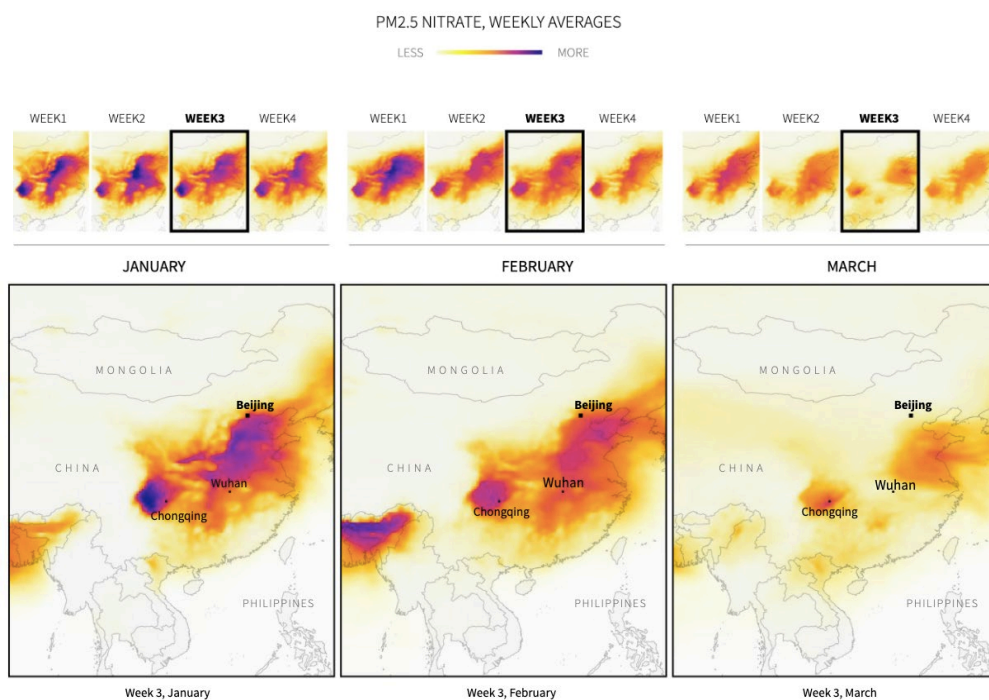 PM2.5 NITRATE, WEEKLY AVERAGES
LESS MORE
WEEK1 WEEK2 WEEK3 WEEK4 WEEK1 WEEK2 WEEK3 WEEK4 WEEK1 WEEK2 WEEK3 WEEK4
JANUARY FEBRUARY MARCH
MONGOLIA
Beijing
CHINA
Wuhan
Chongqing
PHILIPPINES
MONGOLIA
Beijing
CHINA
Wuhan
Chongqing
PHILIPPINES
MONGOLIA
Beijing
CHINA
Wuhan
Chongqing
PHILIPPINES
Week 3, January Week 3, February Week 3, March